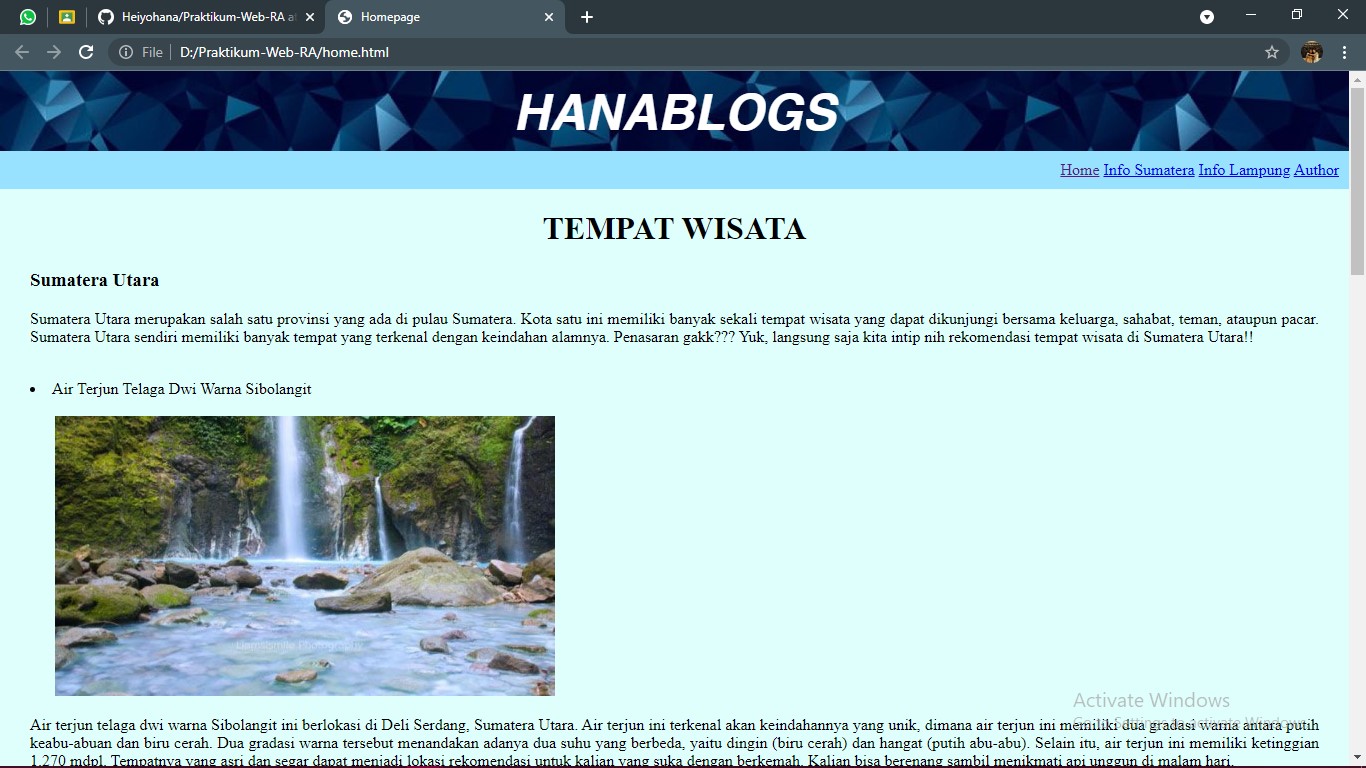 Heiyohana/Praktikum-Web-RA at
Homepage
File
D:/Praktikum-Web-RA/home.html
HANABLOGS
Home Info Sumatera Info Lampung Author
TEMPAT WISATA
Sumatera Utara
Sumatera Utara merupakan salah satu provinsi yang ada di pulau Sumatera. Kota satu ini memiliki banyak sekali tempat wisata yang dapat dikunjungi bersama keluarga, sahabat, teman, ataupun pacar.
Sumatera Utara sendiri memiliki banyak tempat yang terkenal dengan keindahan alamnya. Penasaran gakk??? Yuk, langsung saja kita intip nih rekomendasi tempat wisata di Sumatera Utara!!
• Air Terjun Telaga Dwi Warna Sibolangit
Photography
Activate Windows
Go to Settings to activate Windows.
Air terjun telaga dwi warna Sibolangit ini berlokasi di Deli Serdang, Sumatera Utara. Air terjun ini terkenal akan keindahannya yang unik, dimana air terjun ini memiliki dua gradasi warna antara putih
keabu-abuan dan biru cerah. Dua gradasi warna tersebut menandakan adanya dua suhu yang berbeda, yaitu dingin (biru cerah) dan hangat (putih abu-abu). Selain itu, air terjun ini memiliki ketinggian
1.270 mdpl. Tempatnya yang asri dan segar dapat menjadi lokasi rekomendasi untuk kalian yang suka dengan berkemah. Kalian bisa berenang sambil menikmati api unggun di malam hari.